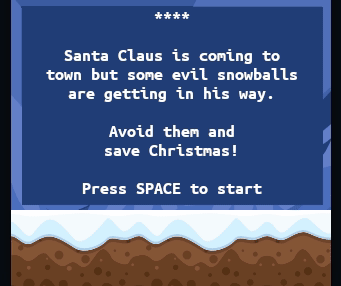 ****
Santa Claus is coming to
town but some evil snowballs
are getting in his way.
Avoid them and
save Christmas!
Press SPACE to start